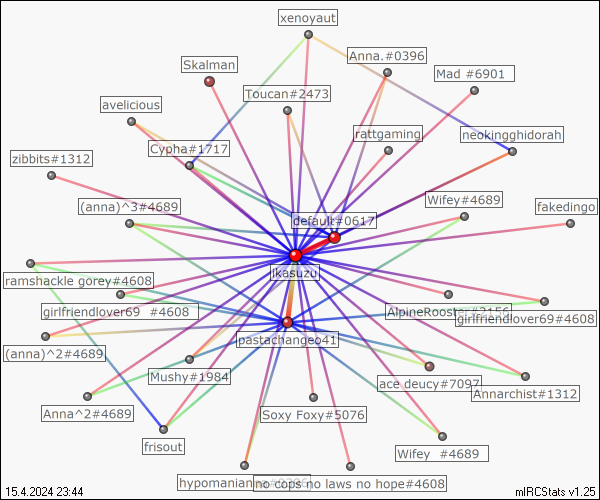 xenoyaut
Anna.#0396
Skalman
Mad #6901
Toucan#2473
avelicious
rattgaming
neokingghidorah
Cypha#1717
zibbits#1312
Wifey#4689
(anna)^3#4689
fakedingo
default#0617
ikasuzu
ramshackle gorey#4608
girlfriendlover69 #4608
AlpineRooster#3156
girlfriendlover69#4608
pastachangeo41
(anna)^2#4689
Mushy#1984
ace deucy#7097
Annarchist#1312
Anna^2#4689
Soxy Foxy#5076
frisout
Wifey #4689
no cops no laws no hope#4608
15.4.2024 23:44
mIRCStats v1.25